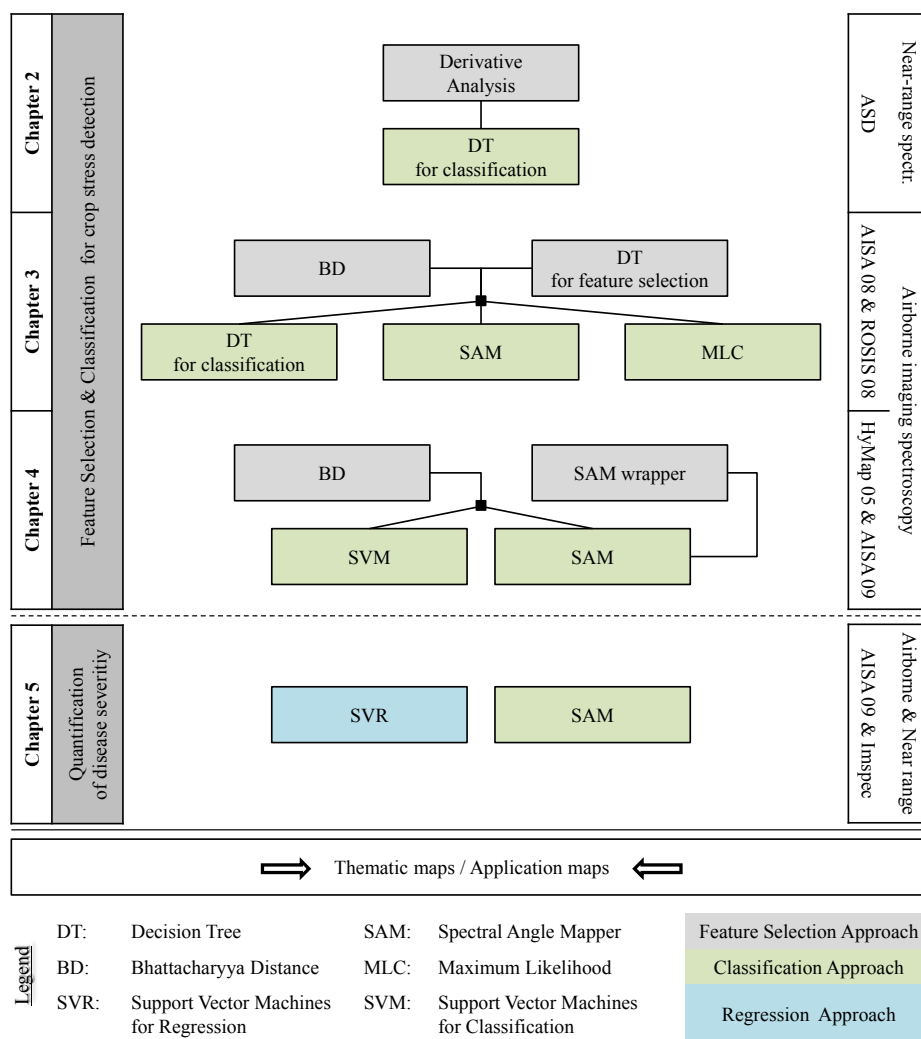 Chapter 2
Feature Selection & Classification for crop stress detection
Derivative
Analysis
DT
for classification
ASD
Near-range spectr.
Chapter 3
BD
DT
for feature selection
DT
for classification
SAM
MLC
AISA 08 & ROSIS 08
Airborne imaging spectroscopy
Chapter 4
BD
SAM wrapper
SVM
SAM
HyMap 05 & AISA 09
Chapter 5
Quantification
of disease severitiy
SVR
SAM
AISA 09 & Imspec
Airborne & Near range
Thematic maps / Application maps
Legend
DT: Decision Tree
BD: Bhattacharyya Distance
SVR: Support Vector Machines
for Regression
SAM: Spectral Angle Mapper
MLC: Maximum Likelihood
SVM: Support Vector Machines
for Classification
Feature Selection Approach
Classification Approach
Regression Approach